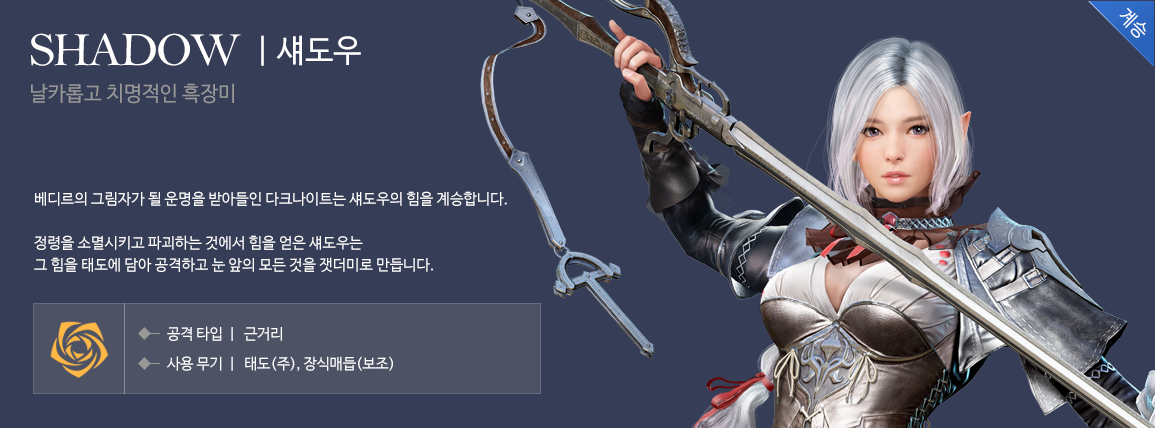 SHADOW | 섀도우
계승
날카롭고 치명적인 흑장미
베디르의 그림자가 될 운명을 받아들인 다크나이트는 섀도우의 힘을 계승합니다.
정령을 소멸시키고 파괴하는 것에서 힘을 얻은 섀도우는
그 힘을 태도에 담아 공격하고 눈 앞의 모든 것을 잿더미로 만듭니다.
공격 타입 | 근거리
사용 무기 | 태도(주), 장식매듭(보조)